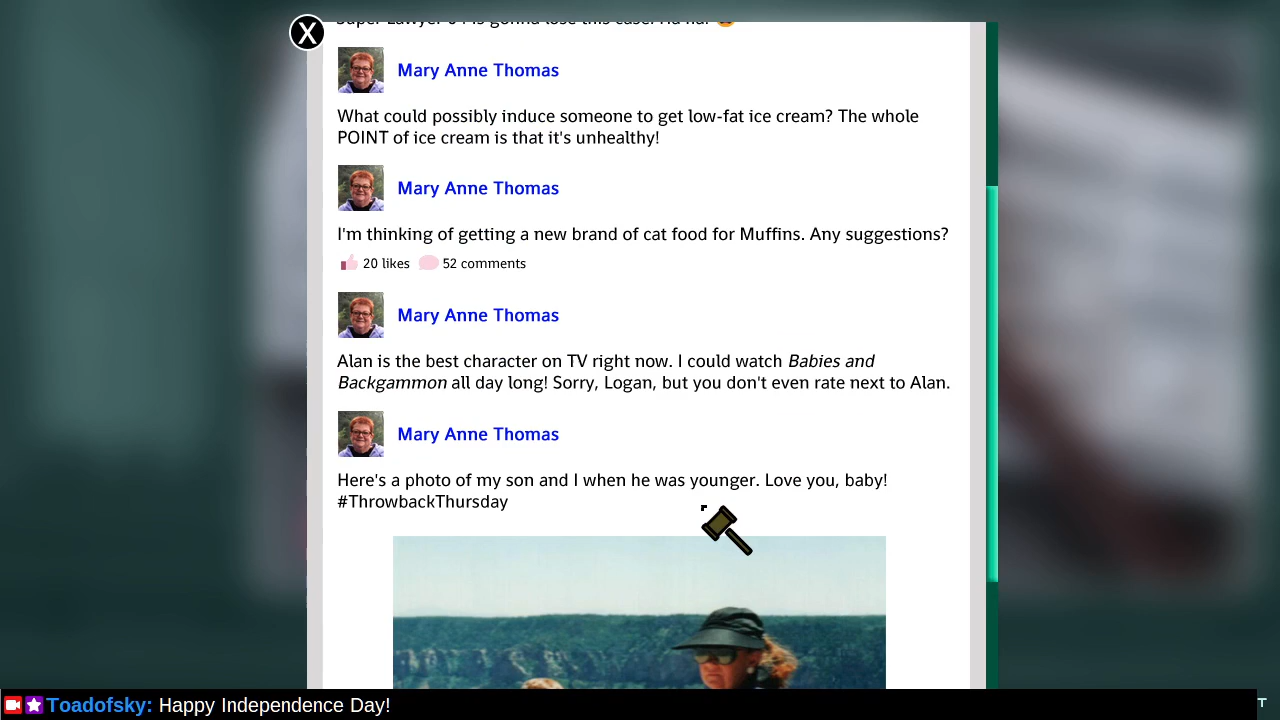 X
Mary Anne Thomas
What could possibly induce someone to get low-fat ice cream? The whole
POINT of ice cream is that it's unhealthy!
Mary Anne Thomas
I'm thinking of getting a new brand of cat food for Muffins. Any suggestions?
20 likes 52 comments
Mary Anne Thomas
Alan is the best character on TV right now. I could watch Babies and
Backgammon all day long! Sorry, Logan, but you don't even rate next to Alan.
Mary Anne Thomas
Here's a photo of my son and I when he was younger. Love you, baby!
#ThrowbackThursday
Toadofsky: Happy Independence Day!